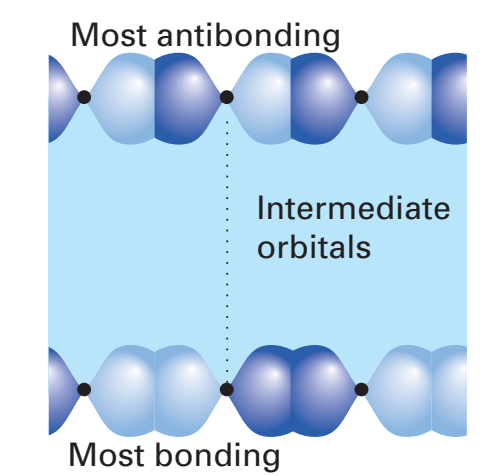 Most antibonding
Intermediate
orbitals
Most bonding